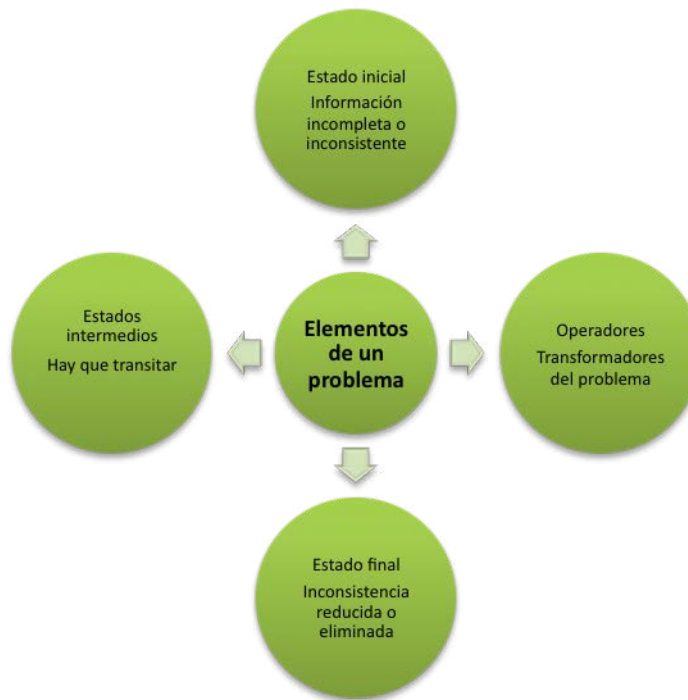 Estado inicial
Información
incompleta o
inconsistente
Estados
intermedios
Hay que transitar
Elementos
de un
problema
Operadores
Transformadores
del problema
Estado final
Inconsistencia
reducida o
eliminada